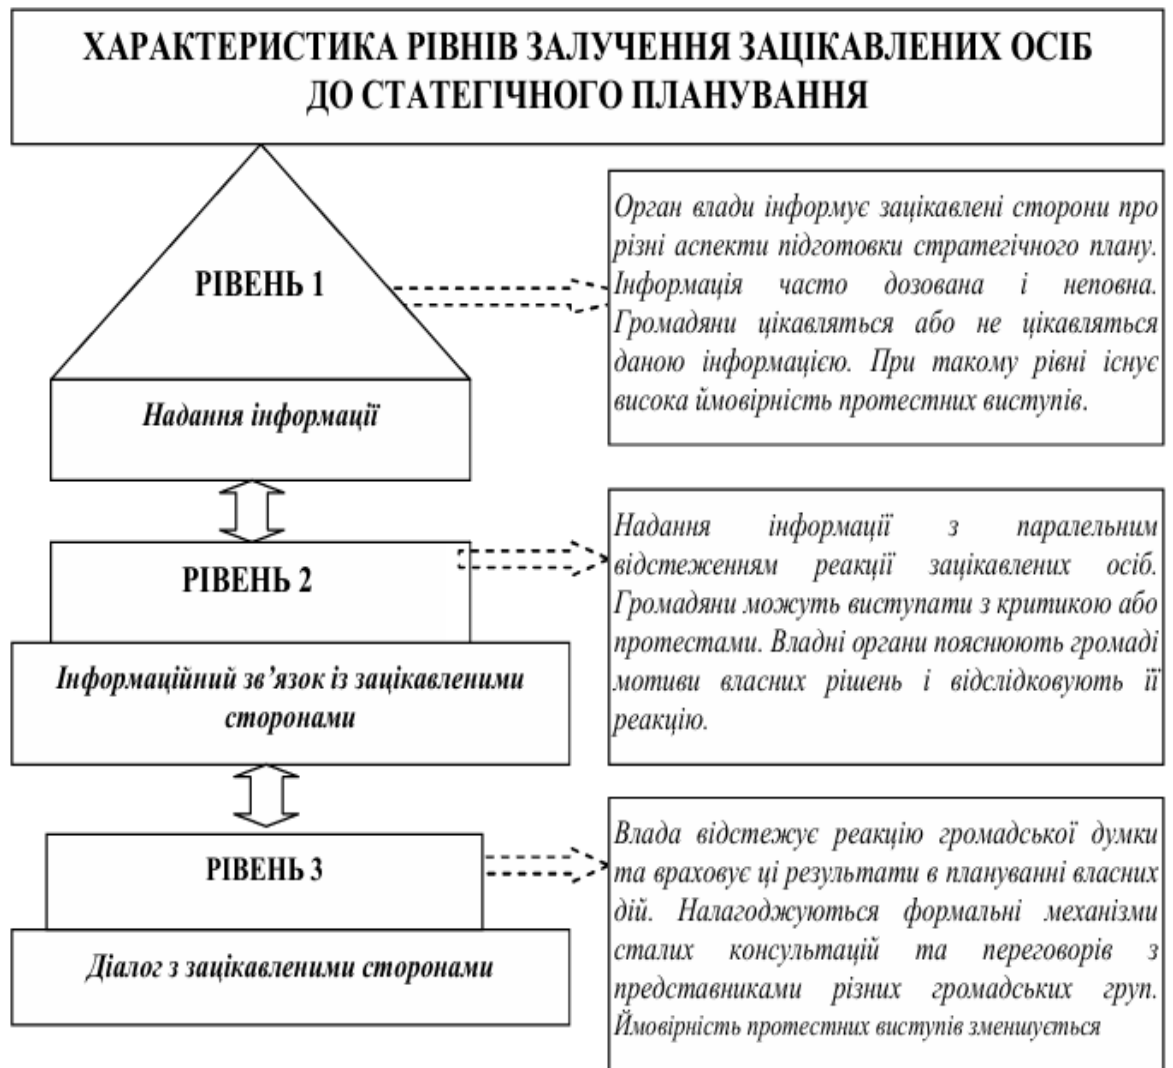 ХАРАКТЕРИСТИКА РІВНІВ ЗАЛУЧЕННЯ ЗАЦІКАВЛЕНИХ ОСІБ
ДО СТАТЕГІЧНОГО ПЛАНУВАННЯ
РІВЕНЬ 1
Надання інформації
Орган влади інформує зацікавлені сторони про
різні аспекти підготовки стратегічного плану.
Інформація часто дозована і неповна.
Громадяни цікавляться або не цікавляться
даною інформацією. При такому рівні існує
висока ймовірність протестних виступів.
РІВЕНЬ 2
Інформаційний зв’язок із зацікавленими
сторонами
Надання інформації з паралельним
відстеженням реакції зацікавлених осіб.
Громадяни можуть виступати з критикою або
протестами. Владні органи пояснюють громаді
мотиви власних рішень і відслідковують її
реакцію.
РІВЕНЬ 3
Діалог з зацікавленими сторонами
Влада відстежує реакцію громадської думки
та враховує ці результати в плануванні власних
дій. Налагоджуються формальні механізми
сталих консультацій та переговорів з
представниками різних громадських груп.
Ймовірність протестних виступів зменшується